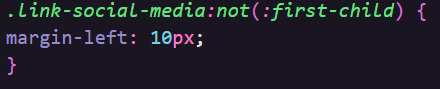 .link-social-media:not(:first-child) {
margin-left: 10px;
}